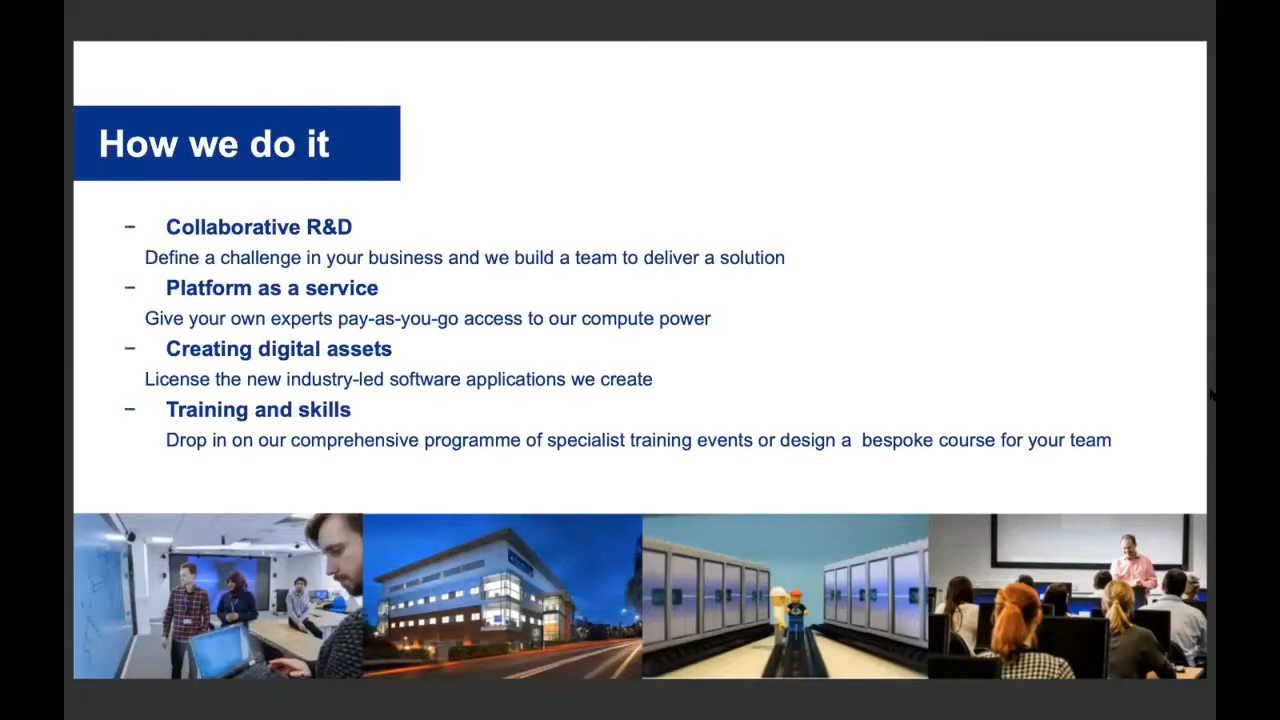 How we do it
− Collaborative R&D
Define a challenge in your business and we build a team to deliver a solution
− Platform as a service
Give your own experts pay-as-you-go access to our compute power
− Creating digital assets
License the new industry-led software applications we create
− Training and skills
Drop in on our comprehensive programme of specialist training events or design a  bespoke course for your team